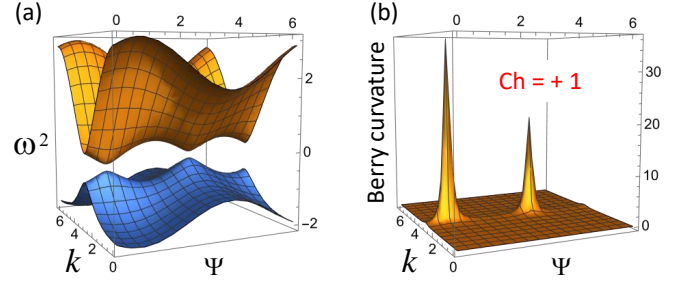 (a)
0 2 4 6
2
0
−2
ω²
6 4 2 0
k
0
Ψ
(b)
0 2 4 6
Berry curvature
Ch = + 1
30
20
10
0
6 4 2 0
k
0
Ψ